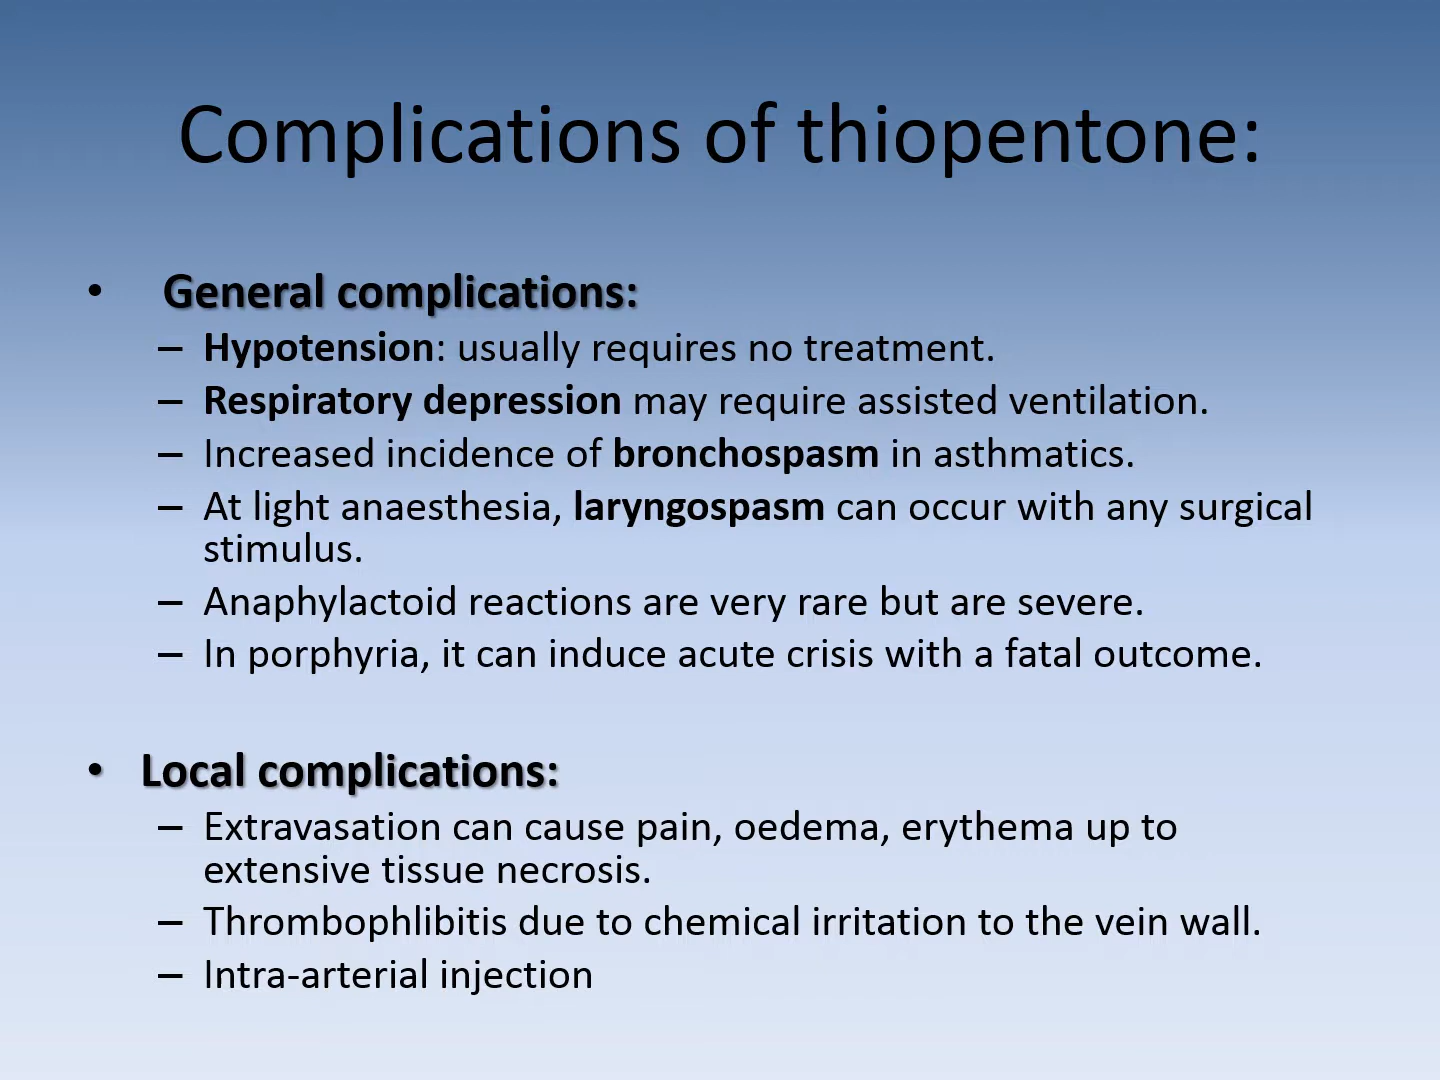 Complications of thiopentone:
• General complications:
– Hypotension: usually requires no treatment.
– Respiratory depression may require assisted ventilation.
– Increased incidence of bronchospasm in asthmatics.
– At light anaesthesia, laryngospasm can occur with any surgical
stimulus.
– Anaphylactoid reactions are very rare but are severe.
– In porphyria, it can induce acute crisis with a fatal outcome.
• Local complications:
– Extravasation can cause pain, oedema, erythema up to
extensive tissue necrosis.
– Thrombophlibitis due to chemical irritation to the vein wall.
– Intra-arterial injection